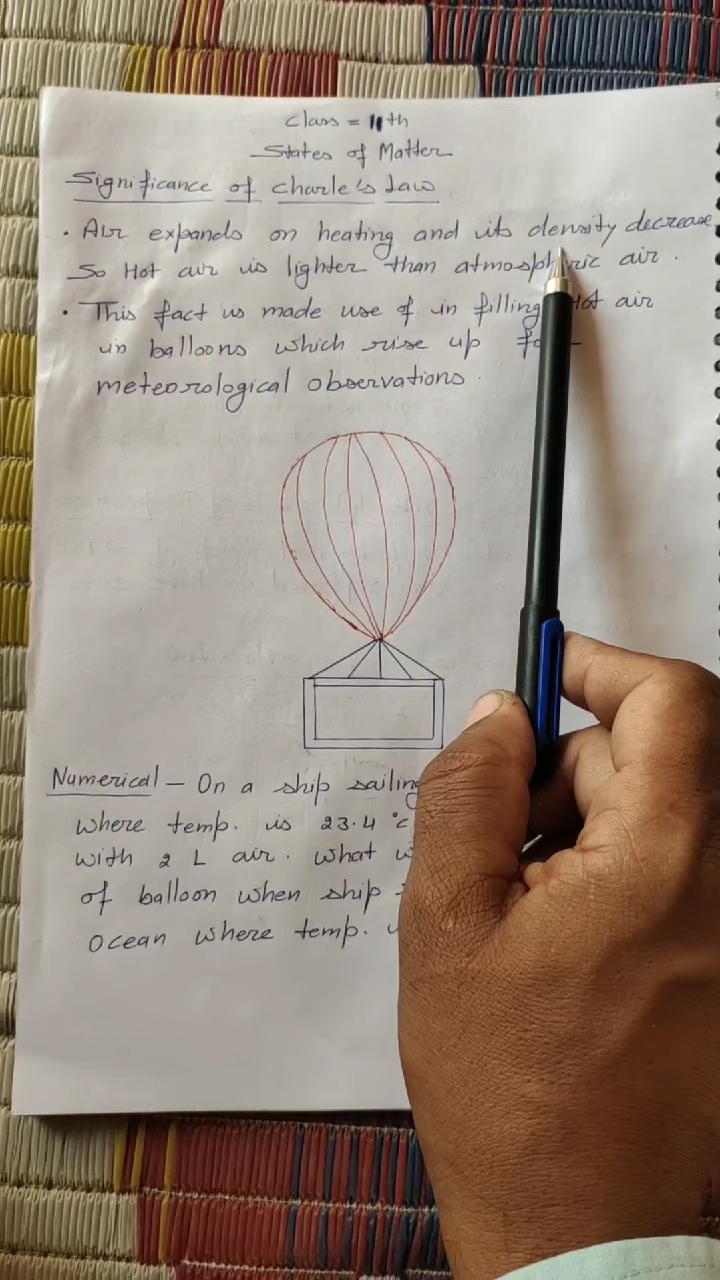 Class = 11th
States of Matter
Significance of Charle's Law
• Air expands on heating and its density decrease
So Hot air is lighter than atmospheric air.
• This fact is made use of in filling Hot air
in balloons which rise up for
meteorological observations.
Numerical – On a ship sailing
where temp. is 23.4 °C
with 2 L air. What
of balloon when ship
Ocean where temp.